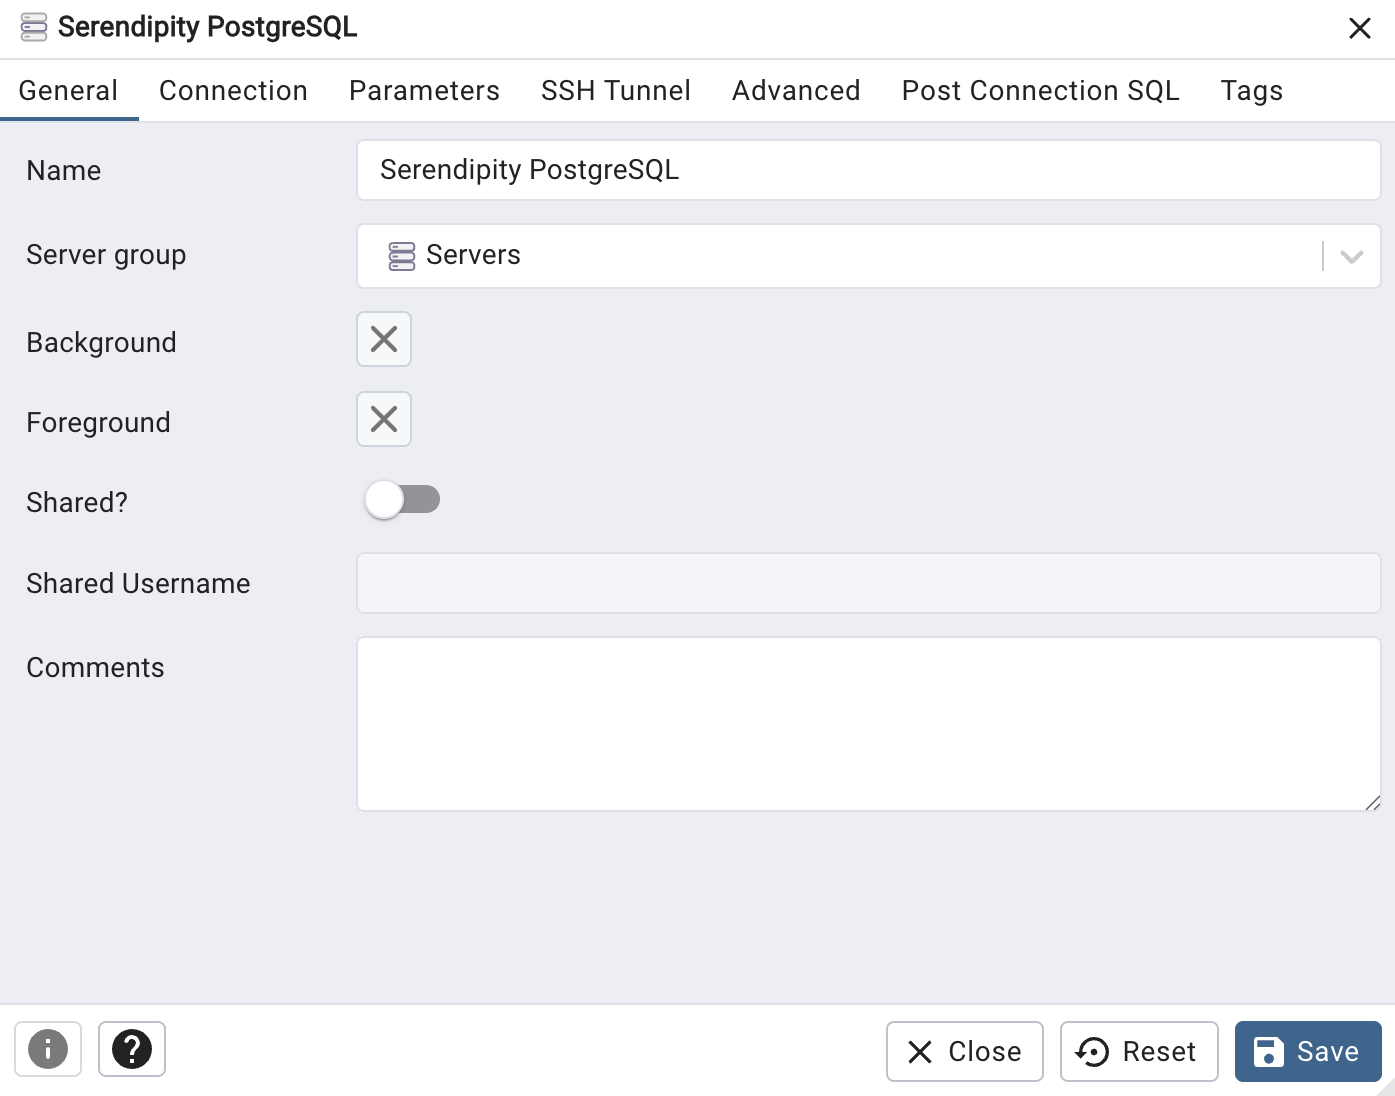 Serendipity PostgreSQL
General Connection Parameters SSH Tunnel Advanced Post Connection SQL Tags
Name Serendipity PostgreSQL
Server group Servers
Background
Foreground
Shared?
Shared Username
Comments
Close Reset Save